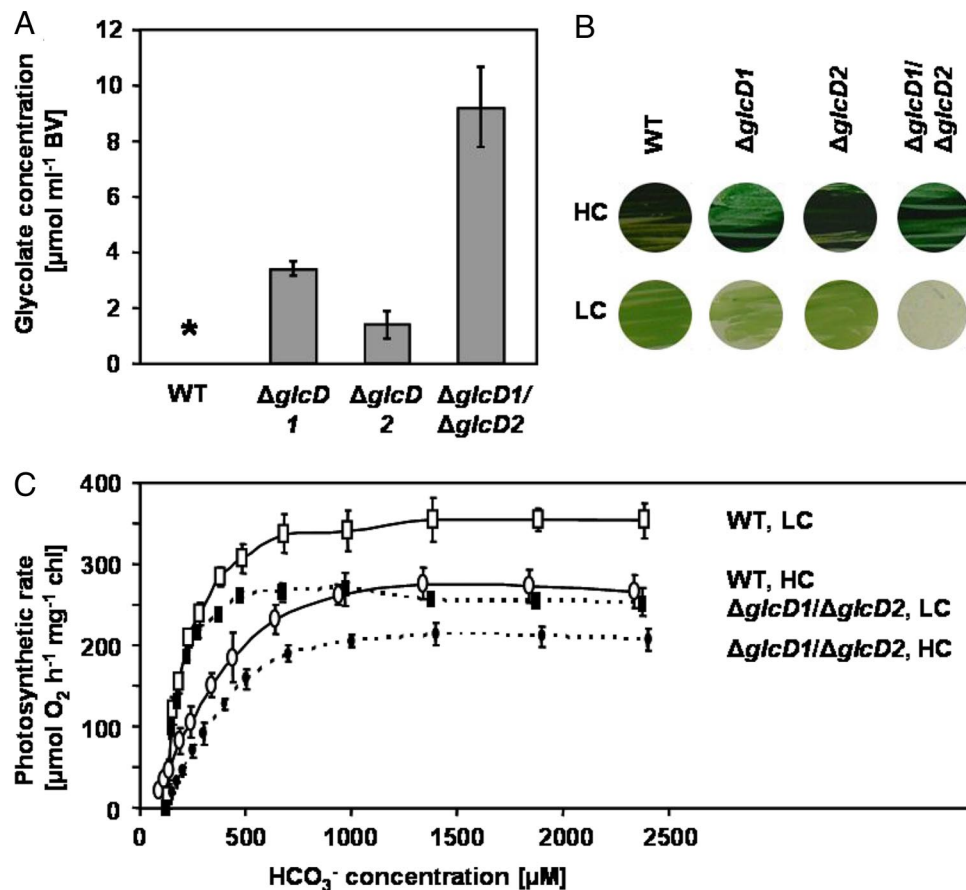 A
Glycolate concentration
[µmol ml⁻¹ BV]
12
10
8
6
4
2
0
*
WT
ΔglcD
1
ΔglcD
2
ΔglcD1/
ΔglcD2
B
WT
ΔglcD1
ΔglcD2
ΔglcD1/
ΔglcD2
HC
LC
C
Photosynthetic rate
[µmol O₂ h⁻¹ mg⁻¹ chl]
400
300
200
100
0
0
500
1000
1500
2000
2500
HCO₃⁻ concentration [µM]
WT, LC
WT, HC
ΔglcD1/ΔglcD2, LC
ΔglcD1/ΔglcD2, HC